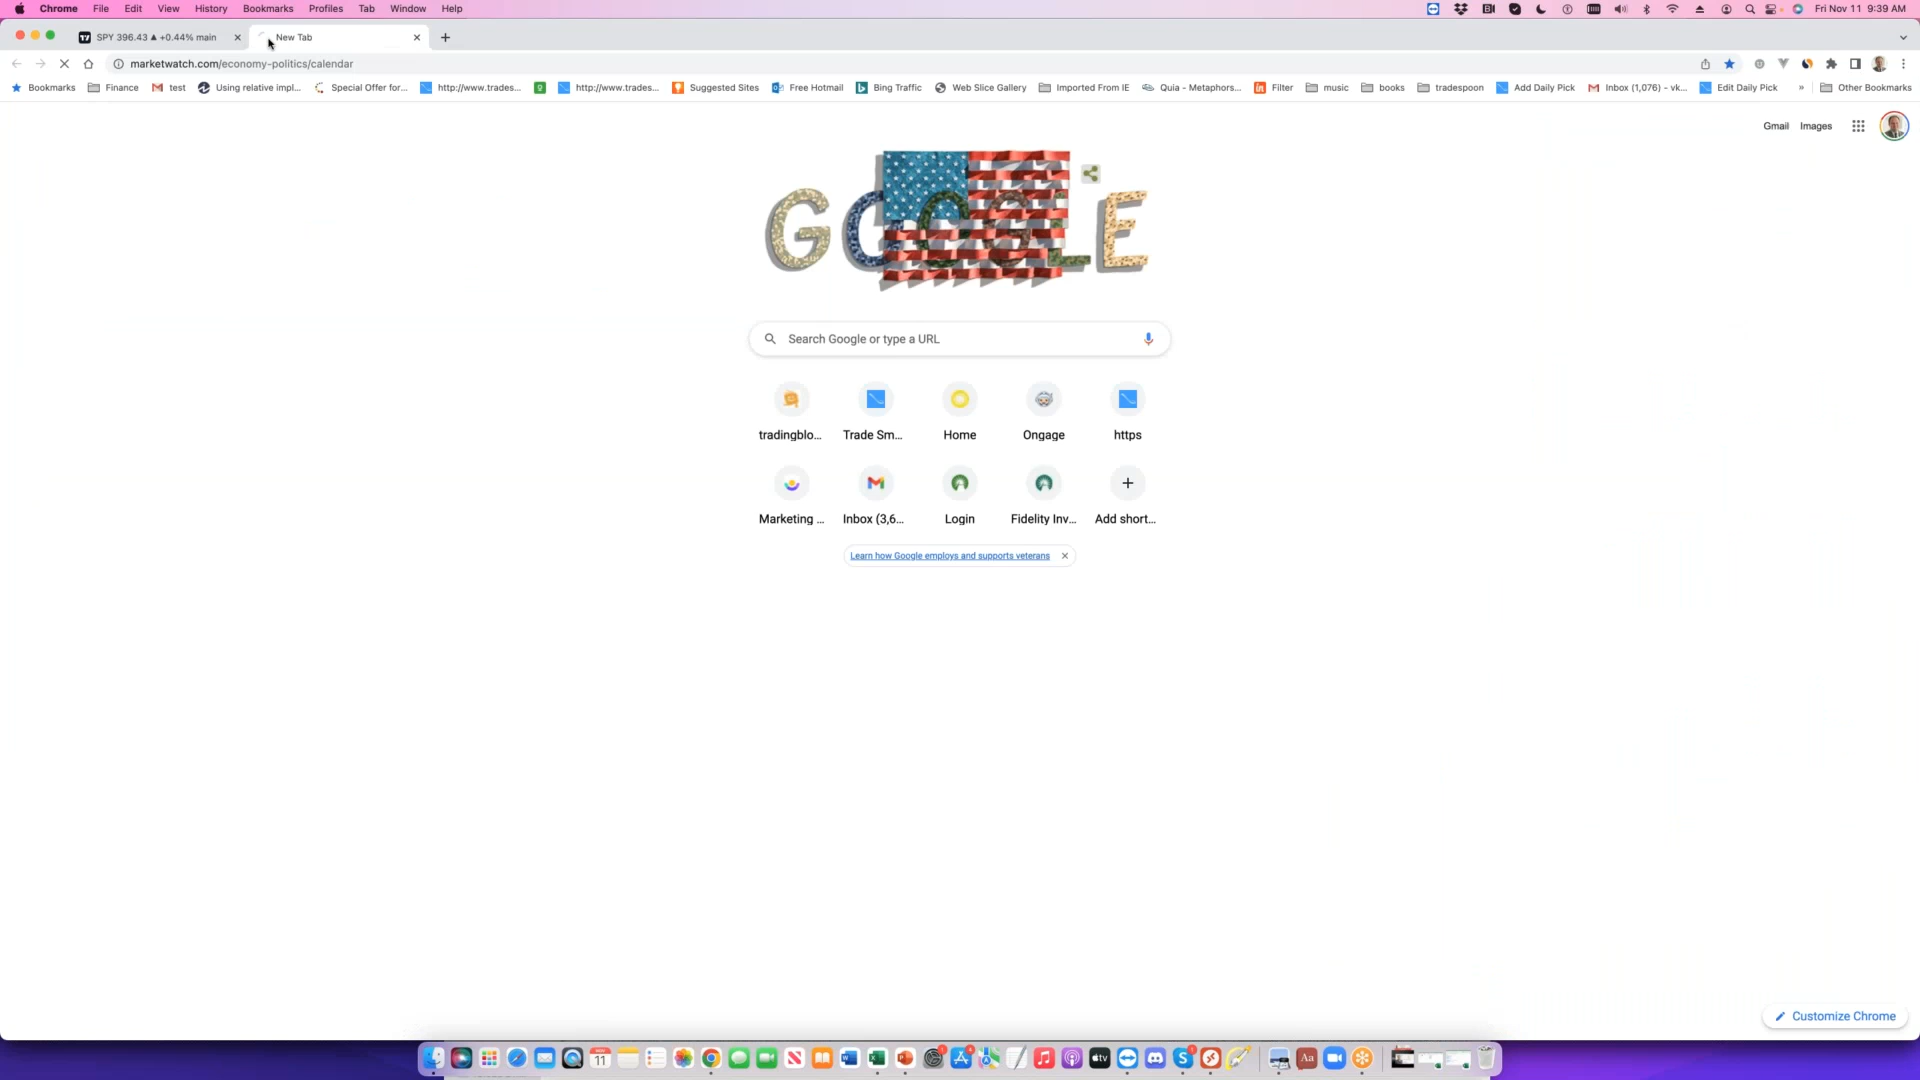 Chrome File Edit View History Bookmarks Profiles Tab Window Help Fri Nov 11 9:39 AM
SPY 396.43 ▲ +0.44% main New Tab
marketwatch.com/economy-politics/calendar
Bookmarks Finance test Using relative impl... Special Offer for... http://www.trades... http://www.trades... Suggested Sites Free Hotmail Bing Traffic Web Slice Gallery Imported From IE Quia - Metaphors... Filter music books tradespoon Add Daily Pick Inbox (1,076) - vk... Edit Daily Pick » Other Bookmarks
Gmail Images
GOOGLE
Search Google or type a URL
tradingblo... Trade Sm... Home Ongage https
Marketing ... Inbox (3,6... Login Fidelity Inv... Add short...
Learn how Google employs and supports veterans
Customize Chrome